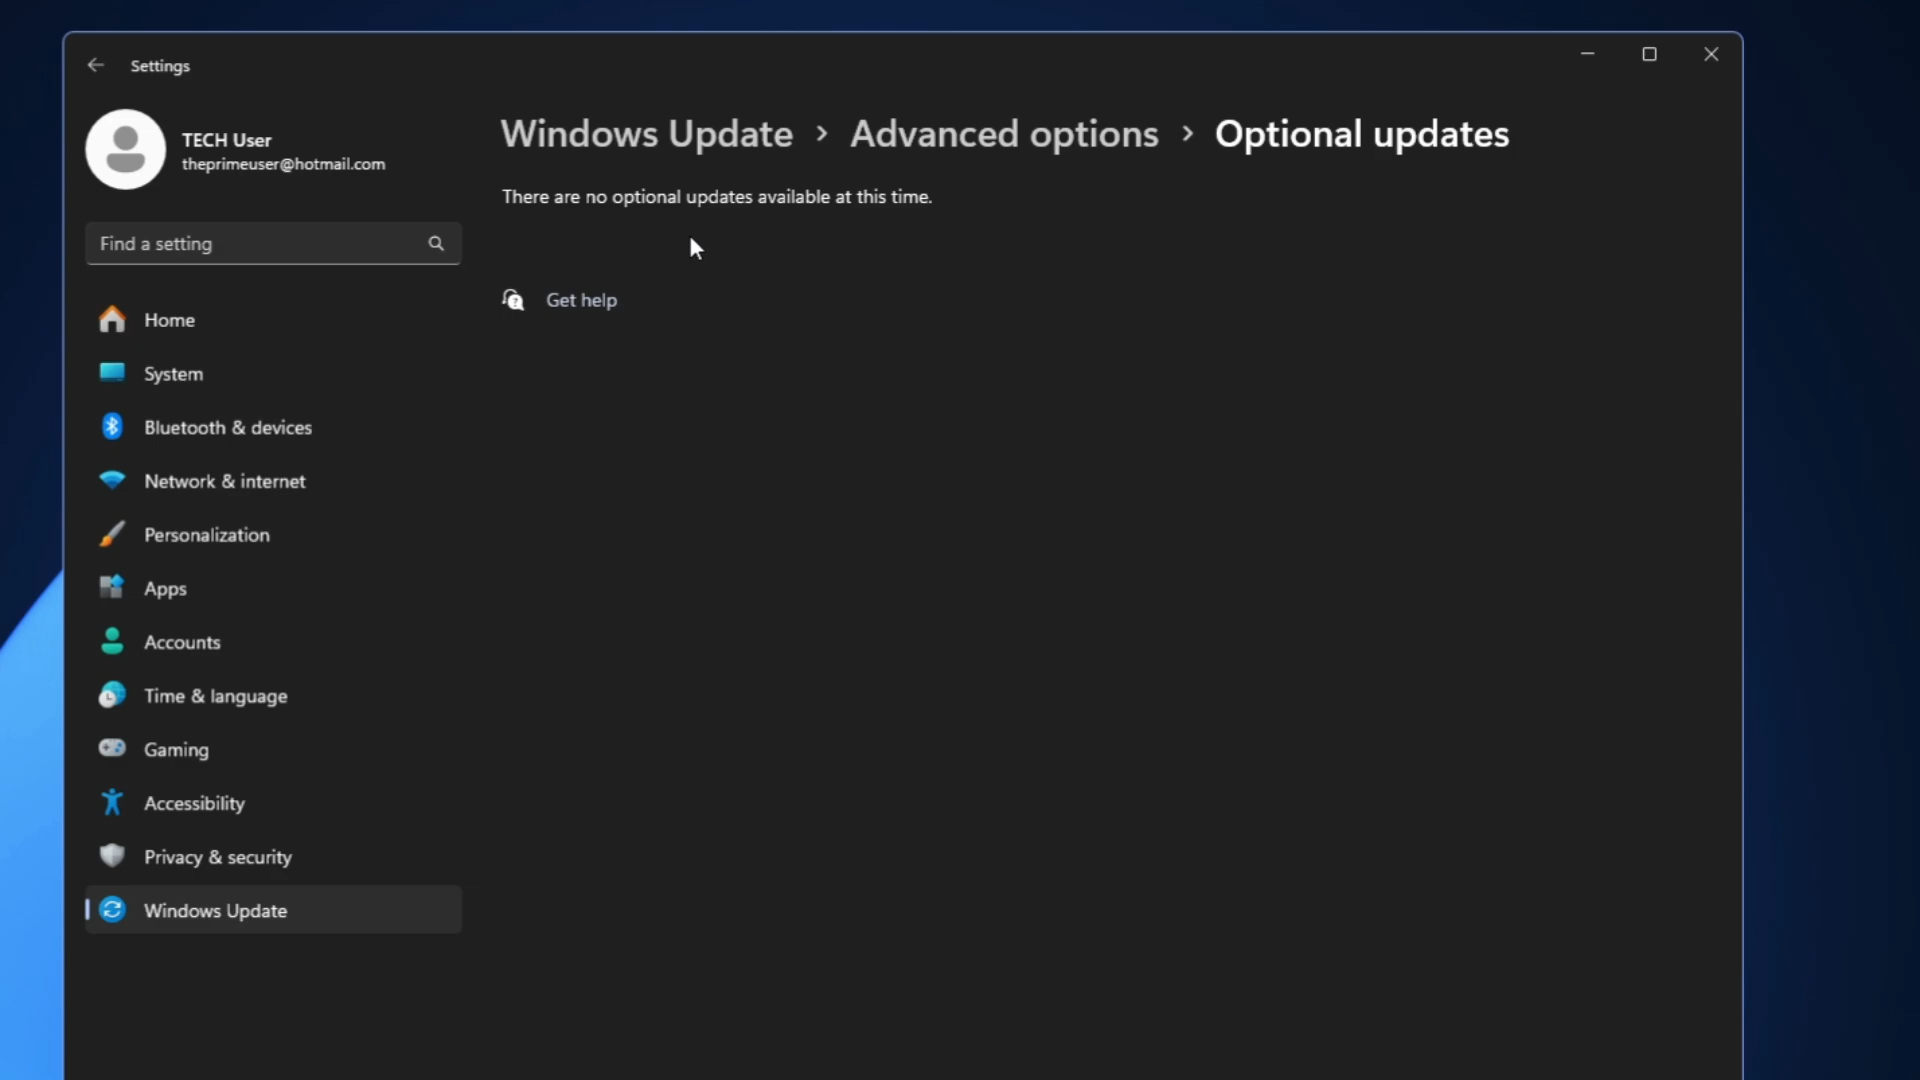 Settings
TECH User
theprimeuser@hotmail.com
Find a setting
Home
System
Bluetooth & devices
Network & internet
Personalization
Apps
Accounts
Time & language
Gaming
Accessibility
Privacy & security
Windows Update
Windows Update > Advanced options > Optional updates
There are no optional updates available at this time.
Get help